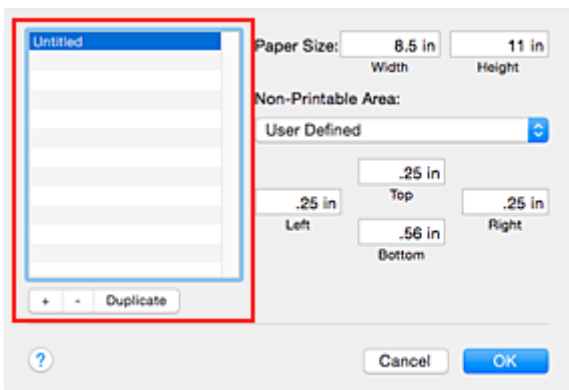 Untitled
Paper Size: 8.5 in 11 in
Width Height
Non-Printable Area:
User Defined
.25 in
Top
.25 in .25 in
Left Right
.56 in
Bottom
+ - Duplicate
? Cancel OK